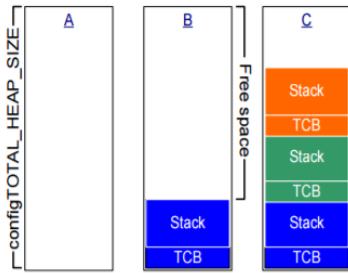 configTOTAL_HEAP_SIZE
A
B
Free space
C
Stack
TCB
Stack
TCB
Stack
TCB
Stack
TCB